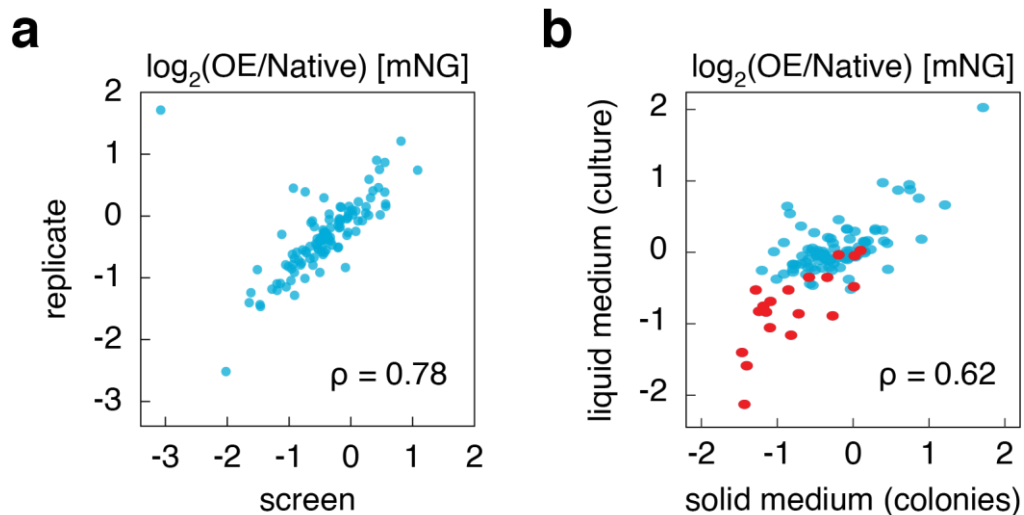 a
log₂(OE/Native) [mNG]
2
1
0
-1
-2
-3
replicate
ρ = 0.78
-3 -2 -1 0 1 2
screen
b
log₂(OE/Native) [mNG]
2
1
0
-1
-2
liquid medium (culture)
ρ = 0.62
-2 -1 0 1 2
solid medium (colonies)